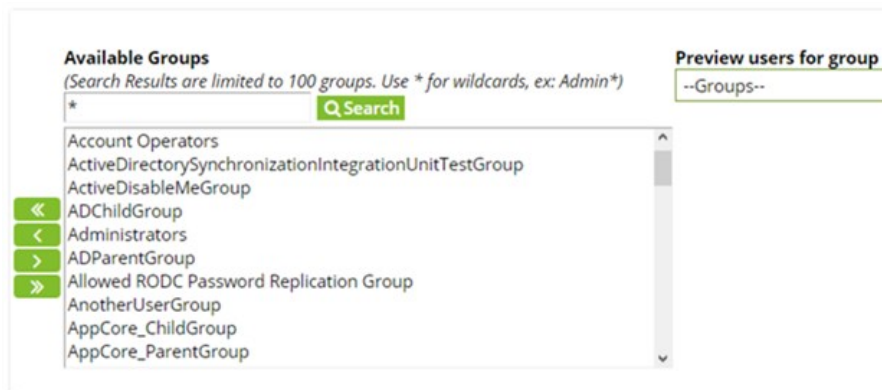 Available Groups
(Search Results are limited to 100 groups. Use * for wildcards, ex: Admin*)
*
Search
Account Operators
ActiveDirectorySynchronizationIntegrationUnitTestGroup
ActiveDisableMeGroup
ADChildGroup
Administrators
ADParentGroup
Allowed RODC Password Replication Group
AnotherUserGroup
AppCore_ChildGroup
AppCore_ParentGroup
Preview users for group
--Groups--